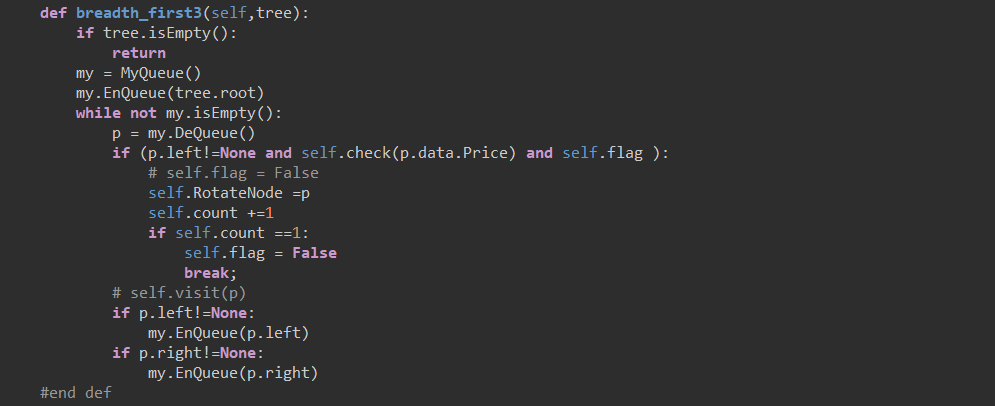 def breadth_first3(self,tree):
    if tree.isEmpty():
        return
    my = MyQueue()
    my.EnQueue(tree.root)
    while not my.isEmpty():
        p = my.DeQueue()
        if (p.left!=None and self.check(p.data.Price) and self.flag ):
            # self.flag = False
            self.RotateNode =p
            self.count +=1
            if self.count ==1:
                self.flag = False
                break;
        # self.visit(p)
        if p.left!=None:
            my.EnQueue(p.left)
        if p.right!=None:
            my.EnQueue(p.right)
#end def